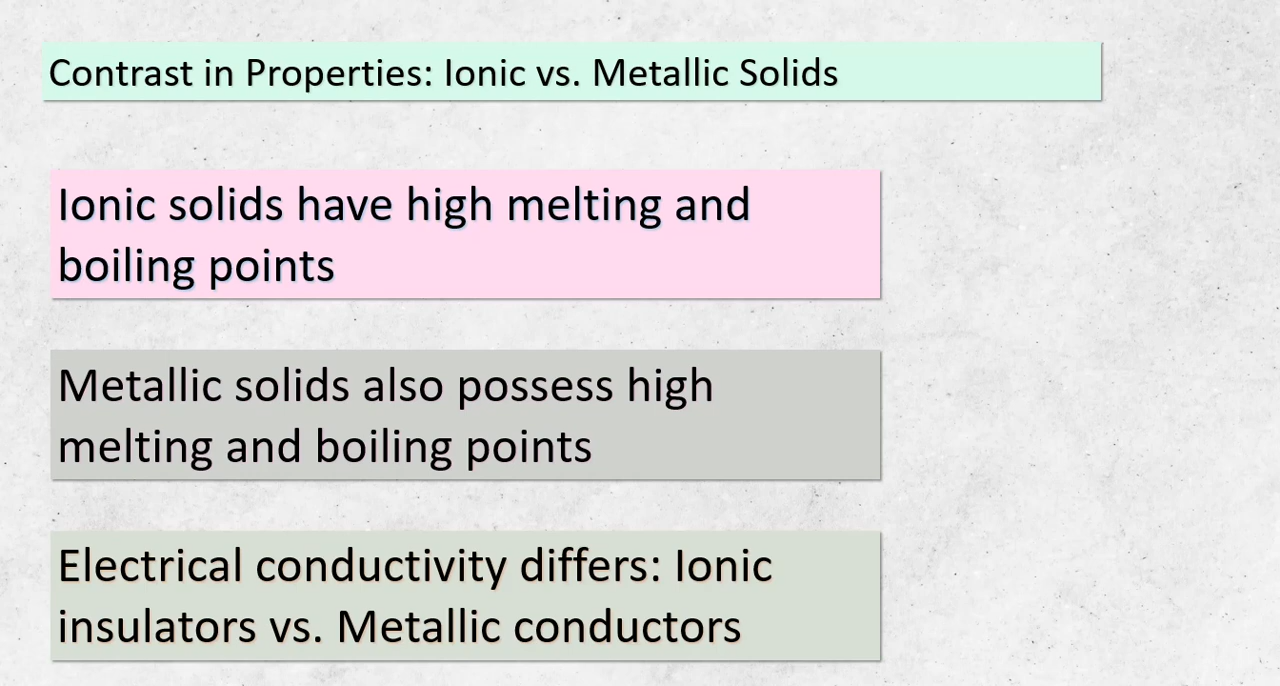 Contrast in Properties: Ionic vs. Metallic Solids
Ionic solids have high melting and
boiling points
Metallic solids also possess high
melting and boiling points
Electrical conductivity differs: Ionic
insulators vs. Metallic conductors